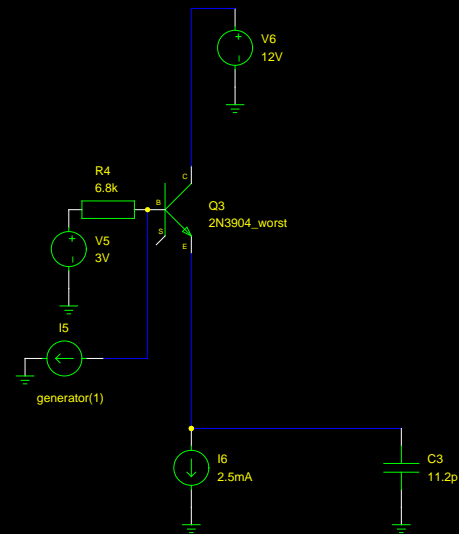 V6
12V
R4
6.8k
C
B
Q3
2N3904_worst
S
E
V5
3V
I5
generator(1)
I6
2.5mA
C3
11.2p